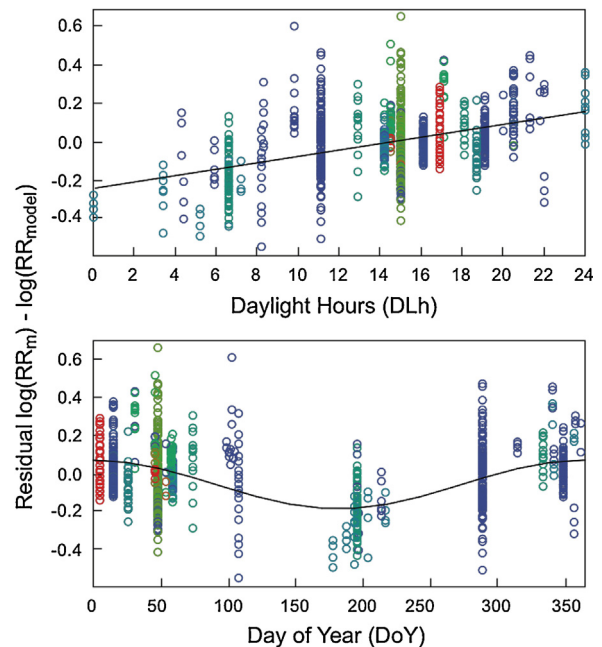 0.6
0.4
0.2
0.0
-0.2
-0.4
0 2 4 6 8 10 12 14 16 18 20 22 24
Daylight Hours (DLh)
Residual log(RRm) - log(RRmodel)
0.6
0.4
0.2
0.0
-0.2
-0.4
0 50 100 150 200 250 300 350
Day of Year (DoY)